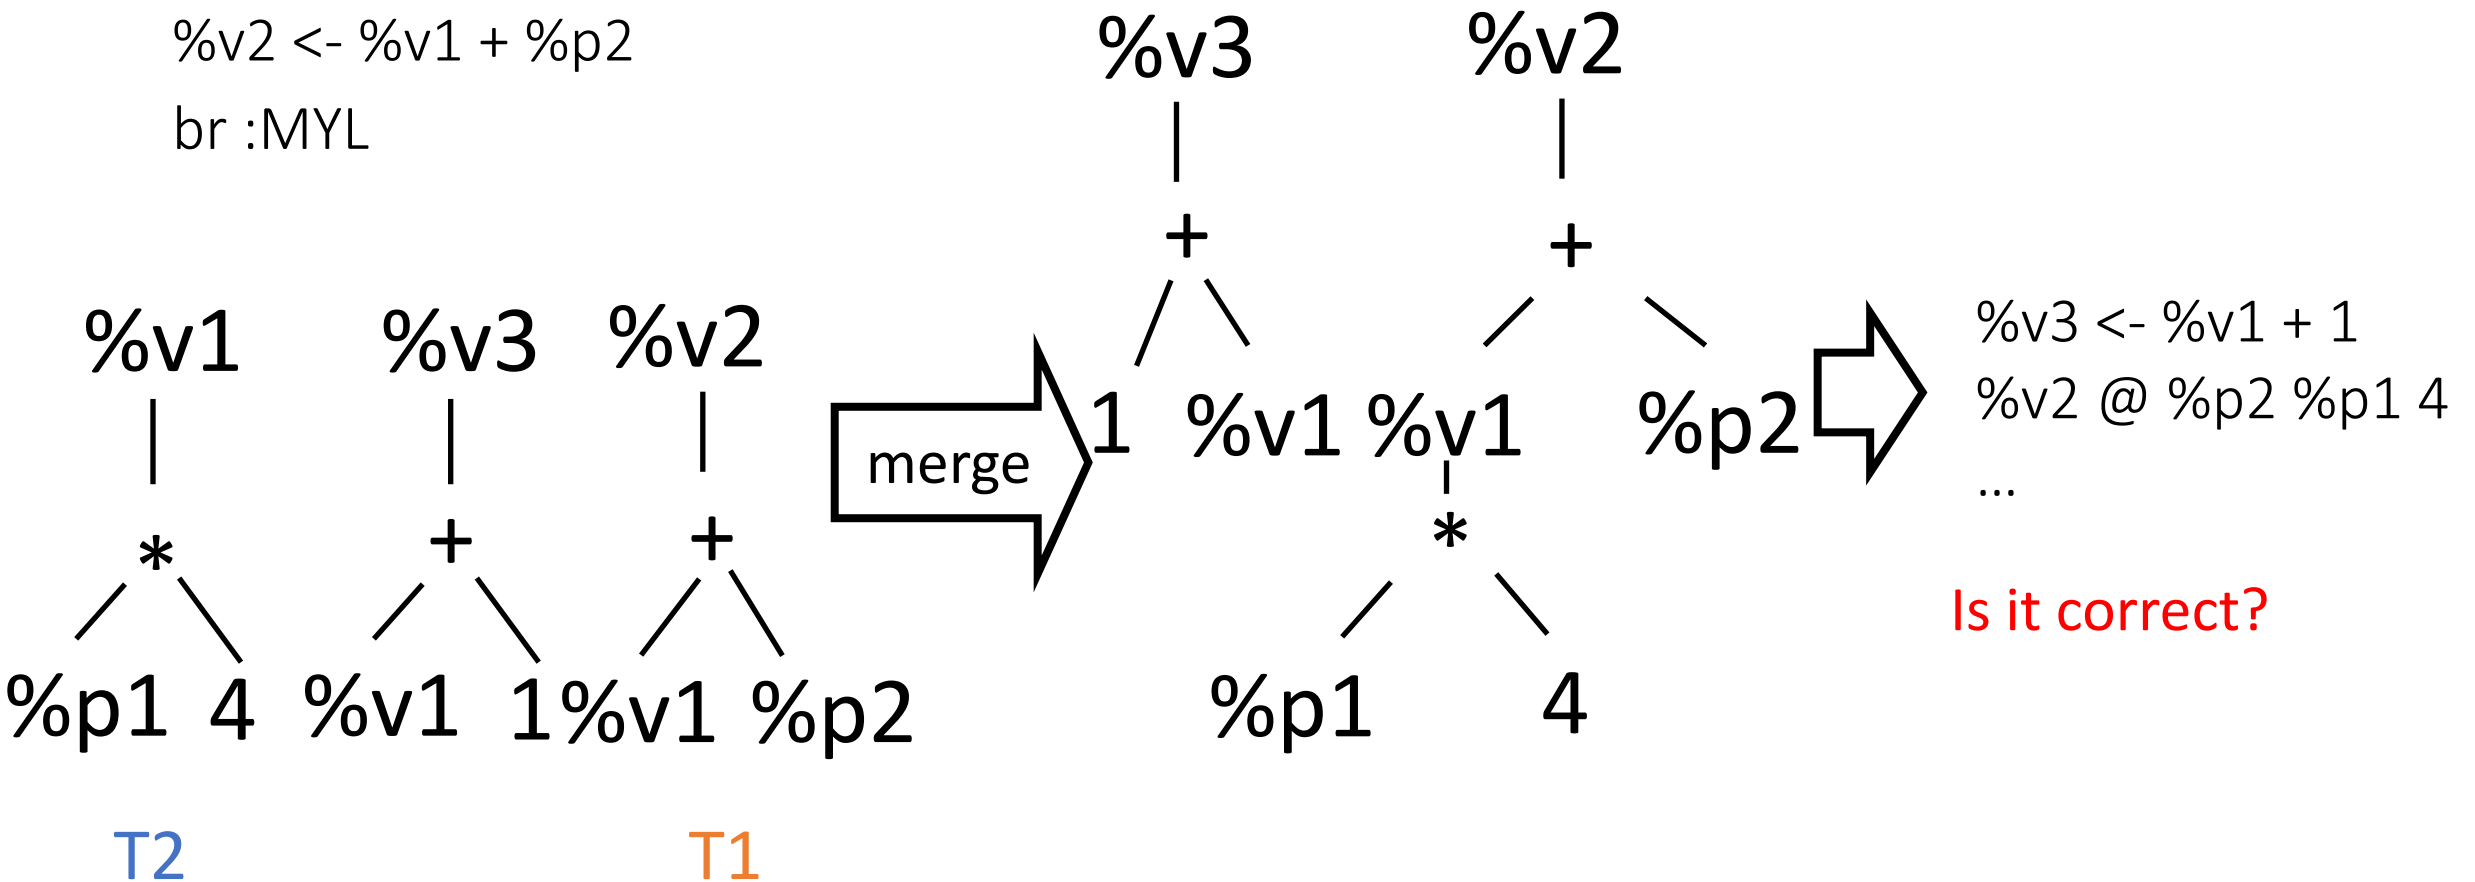 %v2 <- %v1 + %p2
br :MYL
%v3 %v2
+ +
1 %v1 %v1 %p2
*
%p1 4
%v1 %v3 %v2
* + +
%p1 4 %v1 1 %v1 %p2
T2 T1
merge
%v3 <- %v1 + 1
%v2 @ %p2 %p1 4
...
Is it correct?